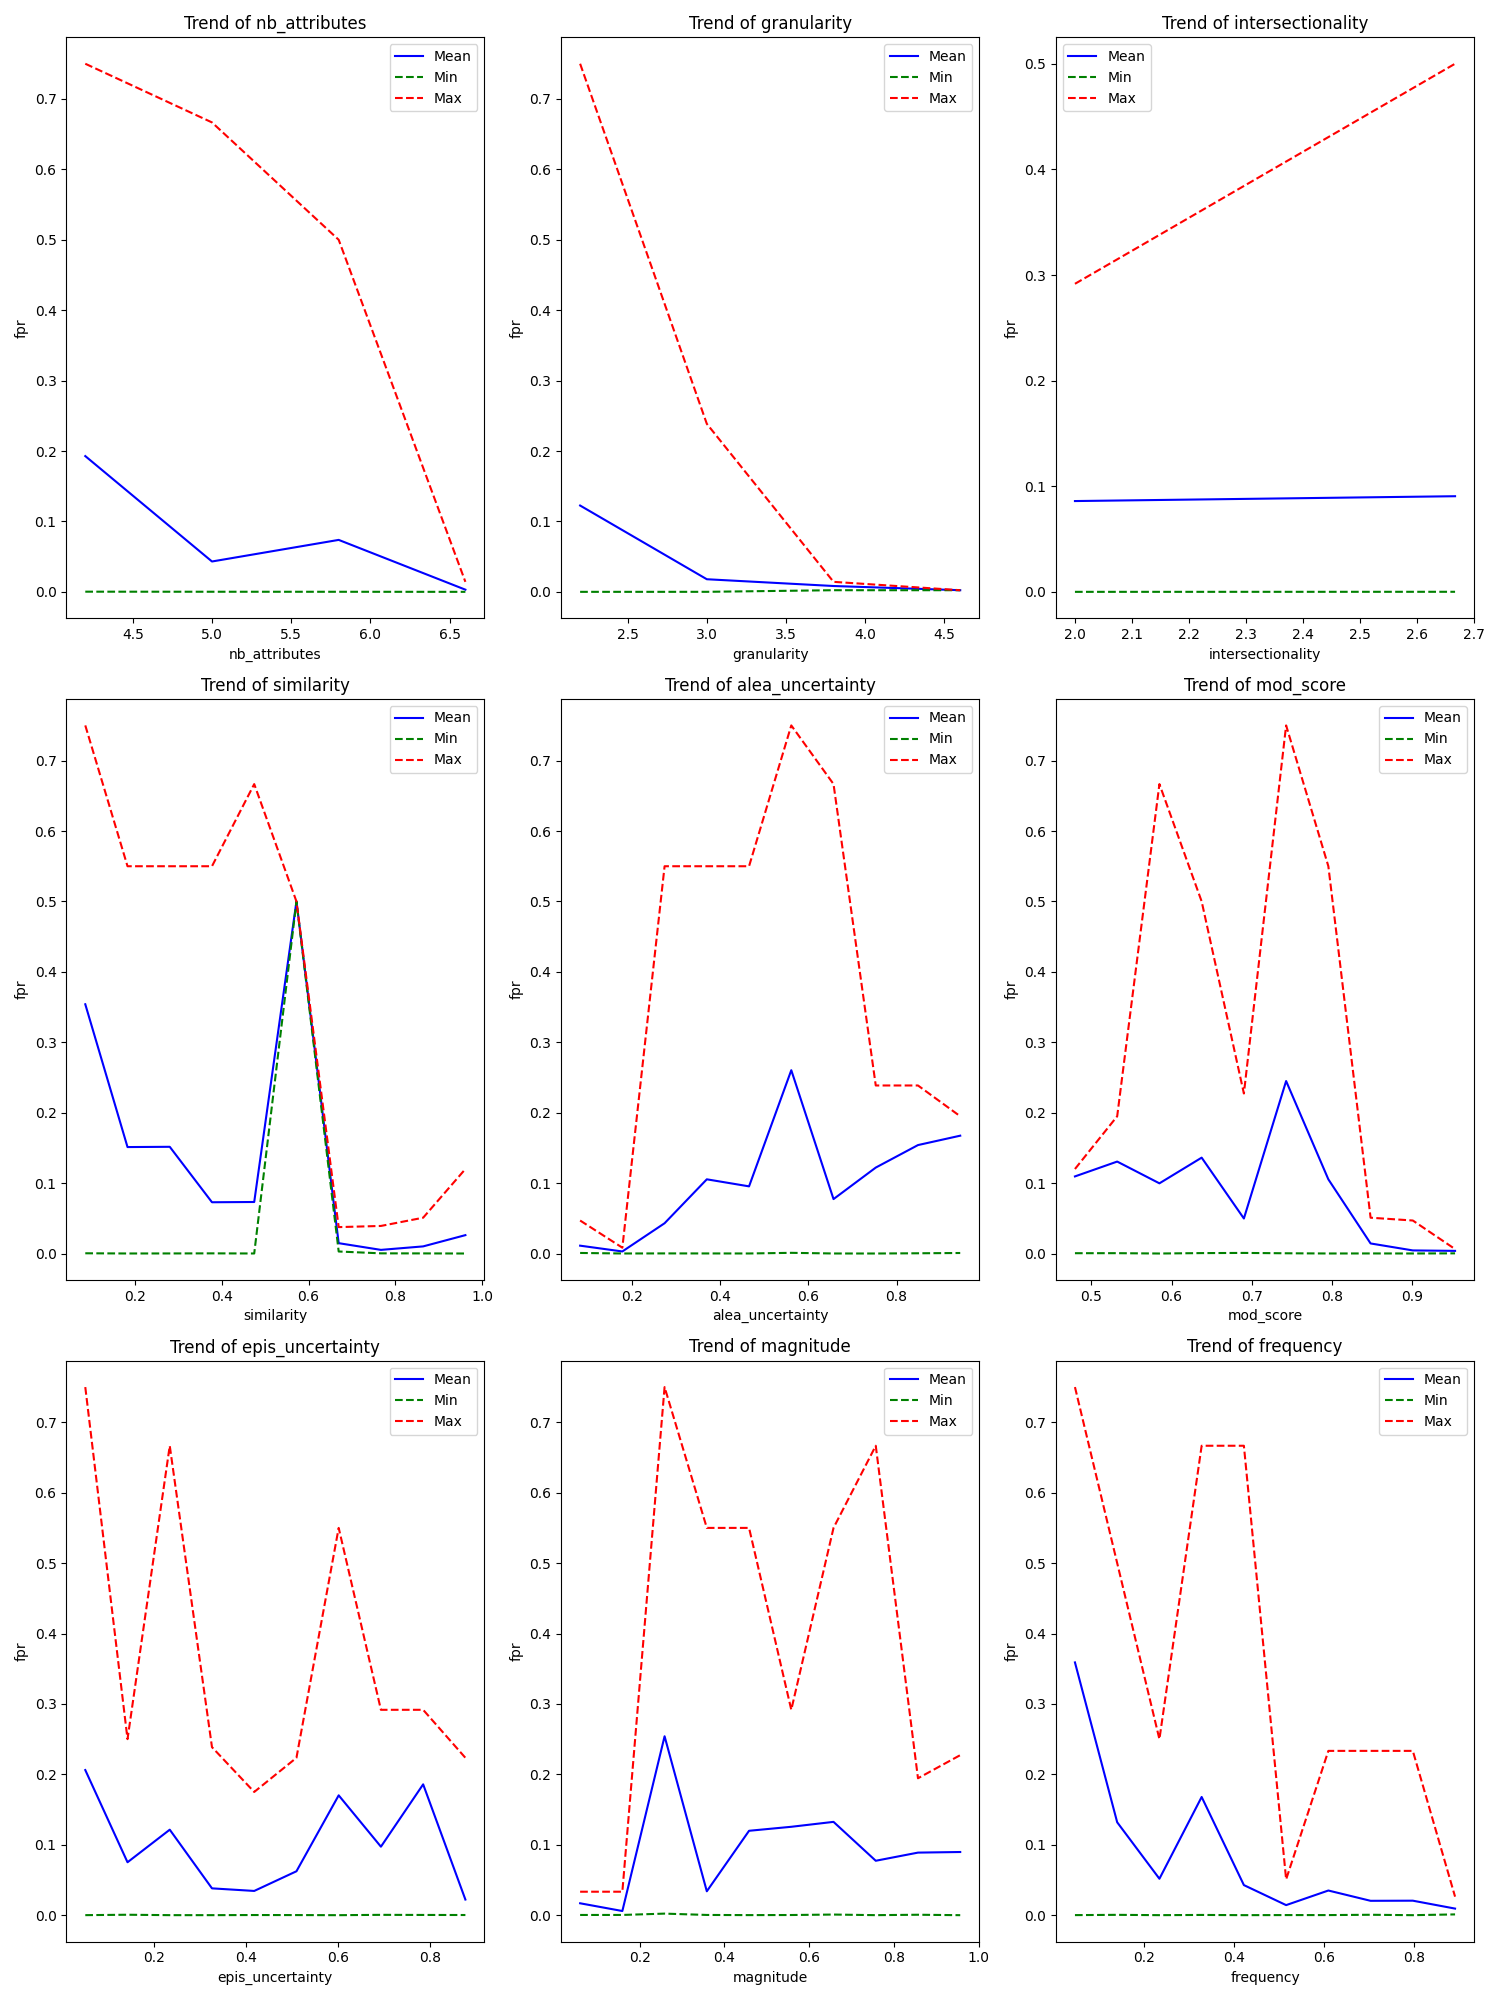 Trend of nb_attributes
Mean
Min
Max
0.7
0.6
0.5
0.4
0.3
0.2
0.1
0.0
fpr
4.5 5.0 5.5 6.0 6.5
nb_attributes
Trend of granularity
Mean
Min
Max
0.7
0.6
0.5
0.4
0.3
0.2
0.1
0.0
fpr
2.5 3.0 3.5 4.0 4.5
granularity
Trend of intersectionality
Mean
Min
Max
0.5
0.4
0.3
0.2
0.1
0.0
fpr
2.0 2.1 2.2 2.3 2.4 2.5 2.6 2.7
intersectionality
Trend of similarity
Mean
Min
Max
0.7
0.6
0.5
0.4
0.3
0.2
0.1
0.0
fpr
0.2 0.4 0.6 0.8 1.0
similarity
Trend of alea_uncertainty
Mean
Min
Max
0.7
0.6
0.5
0.4
0.3
0.2
0.1
0.0
fpr
0.2 0.4 0.6 0.8
alea_uncertainty
Trend of mod_score
Mean
Min
Max
0.7
0.6
0.5
0.4
0.3
0.2
0.1
0.0
fpr
0.5 0.6 0.7 0.8 0.9
mod_score
Trend of epis_uncertainty
Mean
Min
Max
0.7
0.6
0.5
0.4
0.3
0.2
0.1
0.0
fpr
0.2 0.4 0.6 0.8
epis_uncertainty
Trend of magnitude
Mean
Min
Max
0.7
0.6
0.5
0.4
0.3
0.2
0.1
0.0
fpr
0.2 0.4 0.6 0.8 1.0
magnitude
Trend of frequency
Mean
Min
Max
0.7
0.6
0.5
0.4
0.3
0.2
0.1
0.0
fpr
0.2 0.4 0.6 0.8
frequency